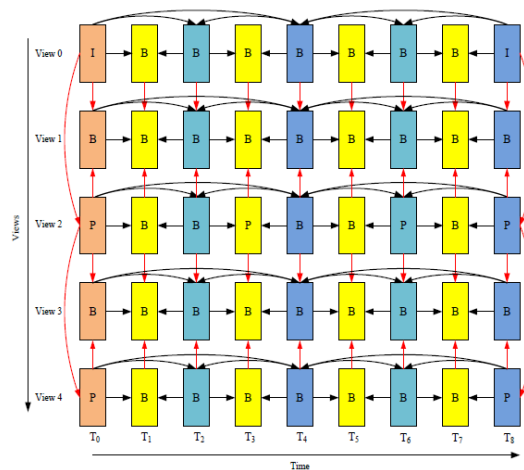 View 0 I B B B B B B B I
View 1 B B B B B B B B B
View 2 P B B P B B P B P
View 3 B B B B B B B B B
View 4 P B B B B B B B P
T0 T1 T2 T3 T4 T5 T6 T7 T8
Time
Views